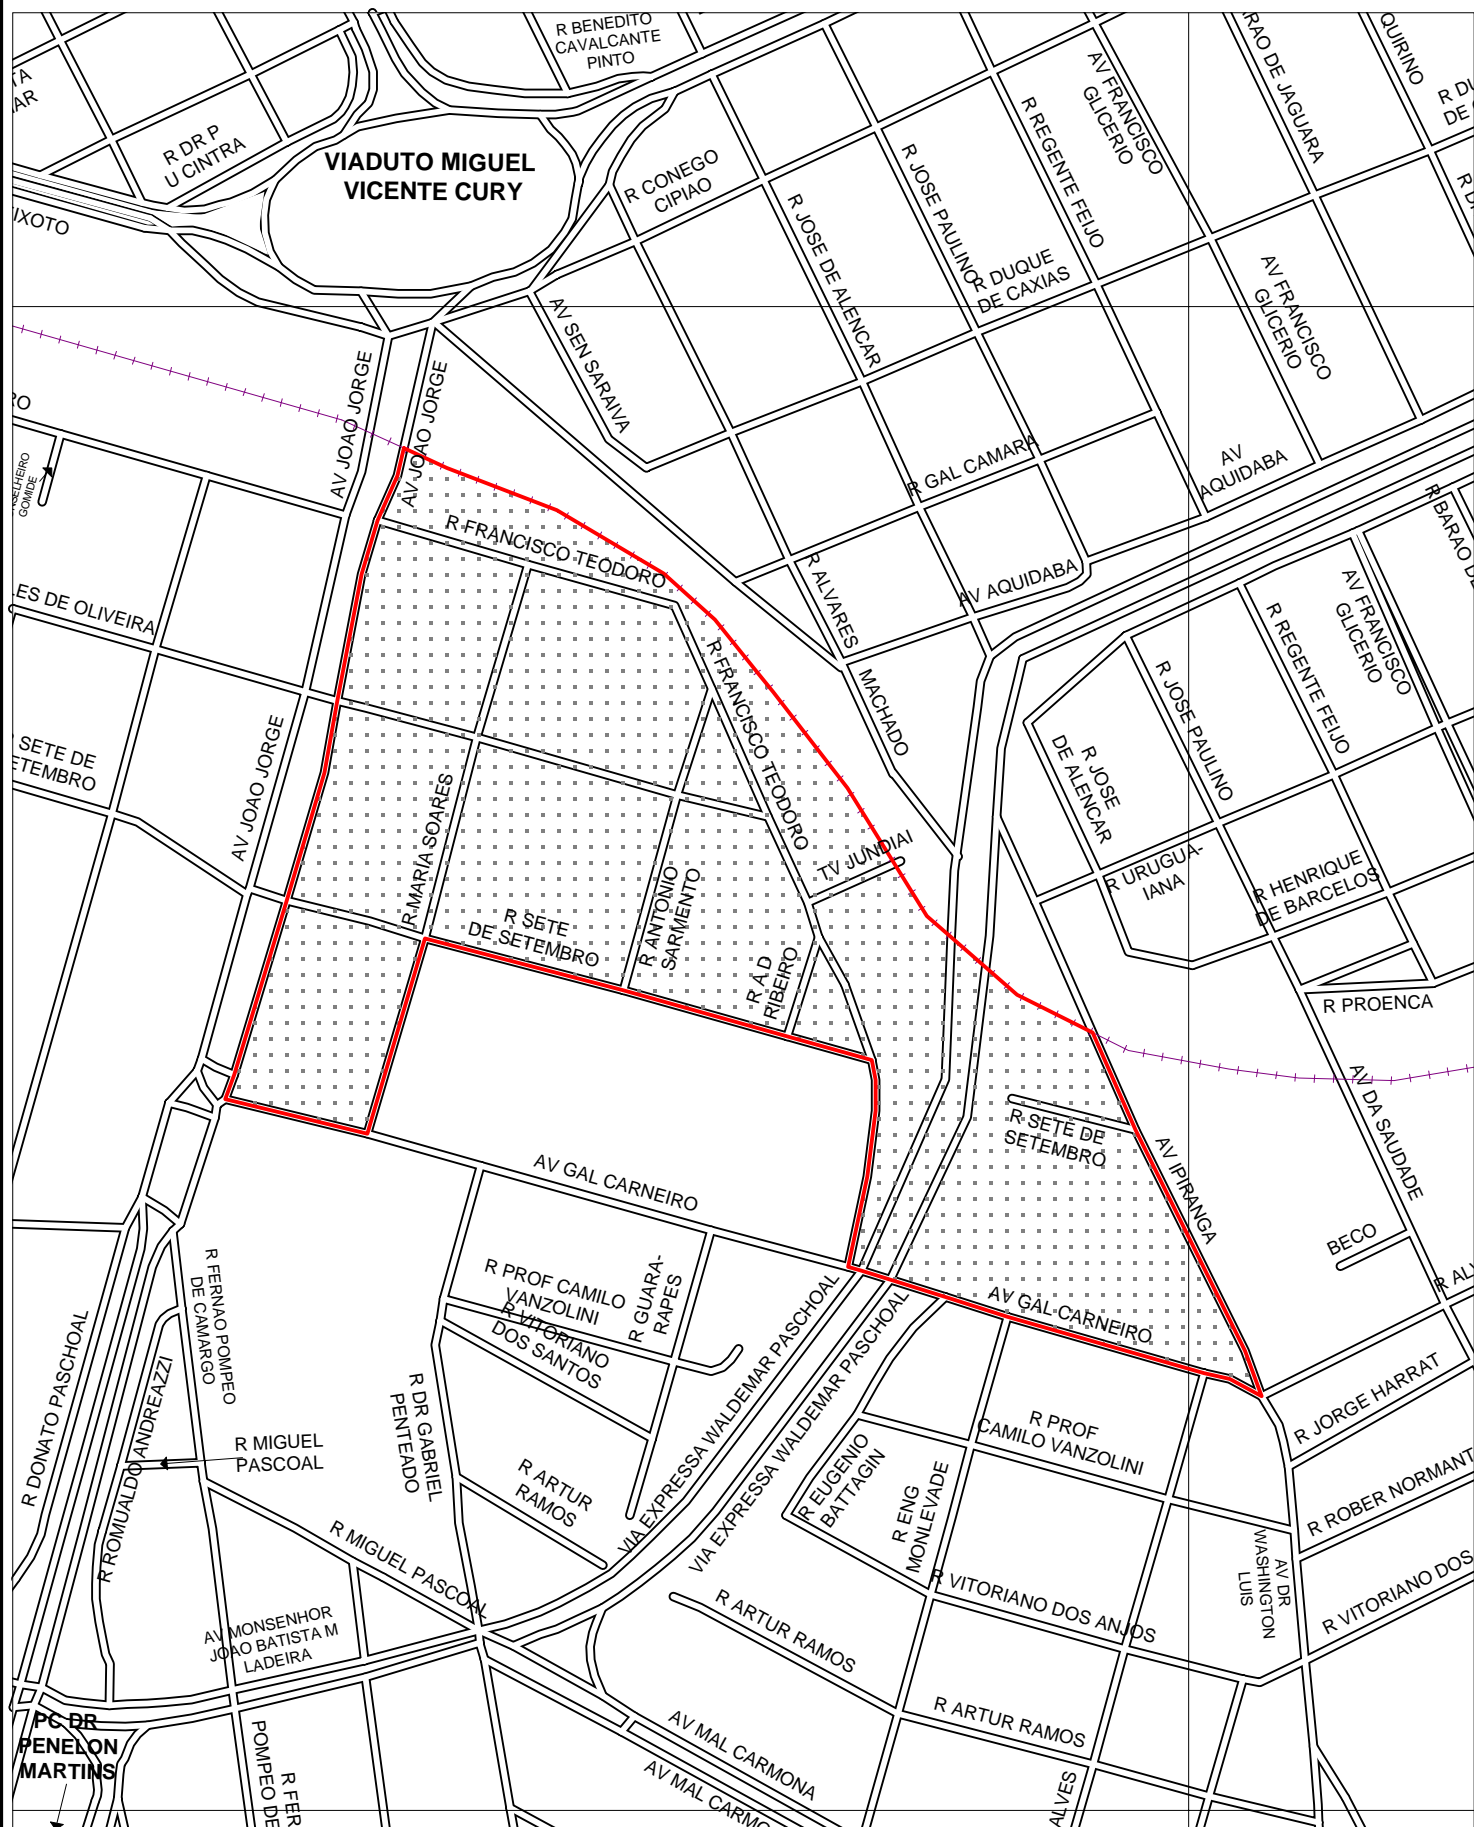 R BENEDITO
CAVALCANTE
PINTO
QUIRINO
AV FRANCISCO
GLICERIO
R DR P
U CINTRA
VIADUTO MIGUEL
VICENTE CURY
R REGENTE FEIJO
R CONEGO
CIPIAO
R JOSE PAULINO
IXOTO
R JOSE DE ALENCAR
R DUQUE
DE CAXIAS
AV FRANCISCO
GLICERIO
AV SEN SARAIVA
AV JOAO JORGE
AV JOAO JORGE
R GAL CAMARA
AV
AQUIDABA
GOMIDE
R FRANCISCO TEODORO
R ALVARES
MACHADO
AV AQUIDABA
AV FRANCISCO
GLICERIO
R REGENTE FEIJO
LES DE OLIVEIRA
R FRANCISCO TEODORO
R JOSE PAULINO
SETE DE
ETEMBRO
AV JOAO JORGE
R MARIA SOARES
R JOSE
DE ALENCAR
TV JUNDIAI
R URUGUA-
IANA
R HENRIQUE
DE BARCELOS
R SETE
DE SETEMBRO
R ANTONIO
SARMENTO
R A D
RIBEIRO
R PROENCA
AV DA SAUDADE
R SETE DE
SETEMBRO
AV IPIRANGA
AV GAL CARNEIRO
BECO
R FERNAO POMPEO
DE CAMARGO
R PROF CAMILO
VANZOLINI
R GUARA-
RAPES
R VITORIANO
DOS SANTOS
AV GAL CARNEIRO
VIA EXPRESSA WALDEMAR PASCHOAL
VIA EXPRESSA WALDEMAR PASCHOAL
R DONATO PASCHOAL
R ROMUALDO ANDREAZZI
R DR GABRIEL
PENTEADO
R JORGE HARRAT
R MIGUEL
PASCOAL
R PROF
CAMILO VANZOLINI
R ARTUR
RAMOS
R EUGENIO
BATTAGIN
R ENG
MONLEVADE
R ROBER NORMANT
R MIGUEL PASCOAL
AV DR
WASHINGTON
LUIS
R VITORIANO DOS
R VITORIANO DOS ANJOS
AV MONSENHOR
JOAO BATISTA M
LADEIRA
R ARTUR RAMOS
R ARTUR RAMOS
PC DR
PENELON
MARTINS
POMPEO DE
R FER
AV MAL CARMONA
AV MAL CARMO
ALVES